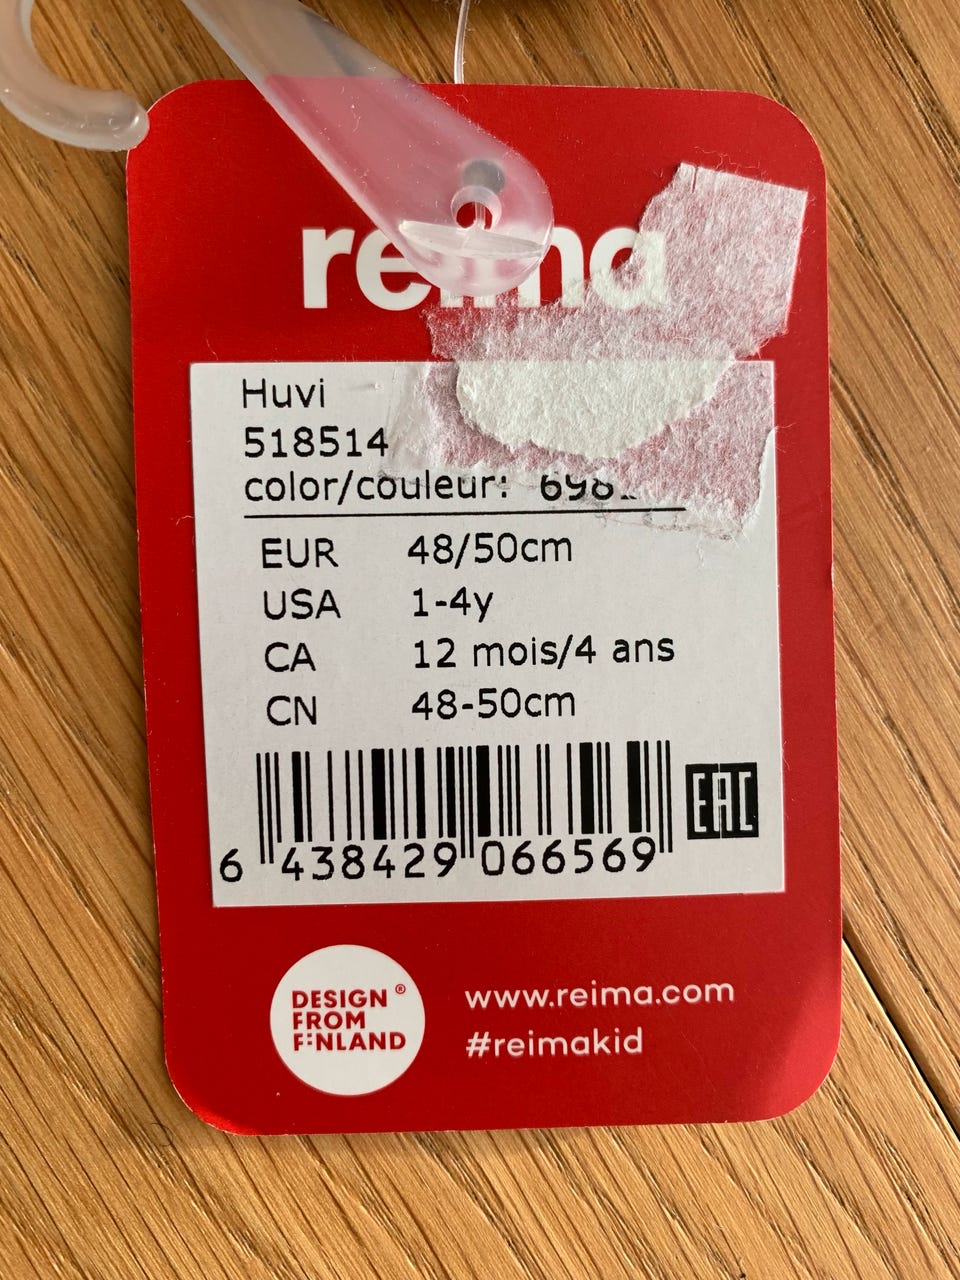 reima
Huvi
518514
color/couleur:
EUR 48/50cm
USA 1-4y
CA 12 mois/4 ans
CN 48-50cm
6 438429 066569
EAC
DESIGN ®
FROM
FINLAND
www.reima.com
#reimakid